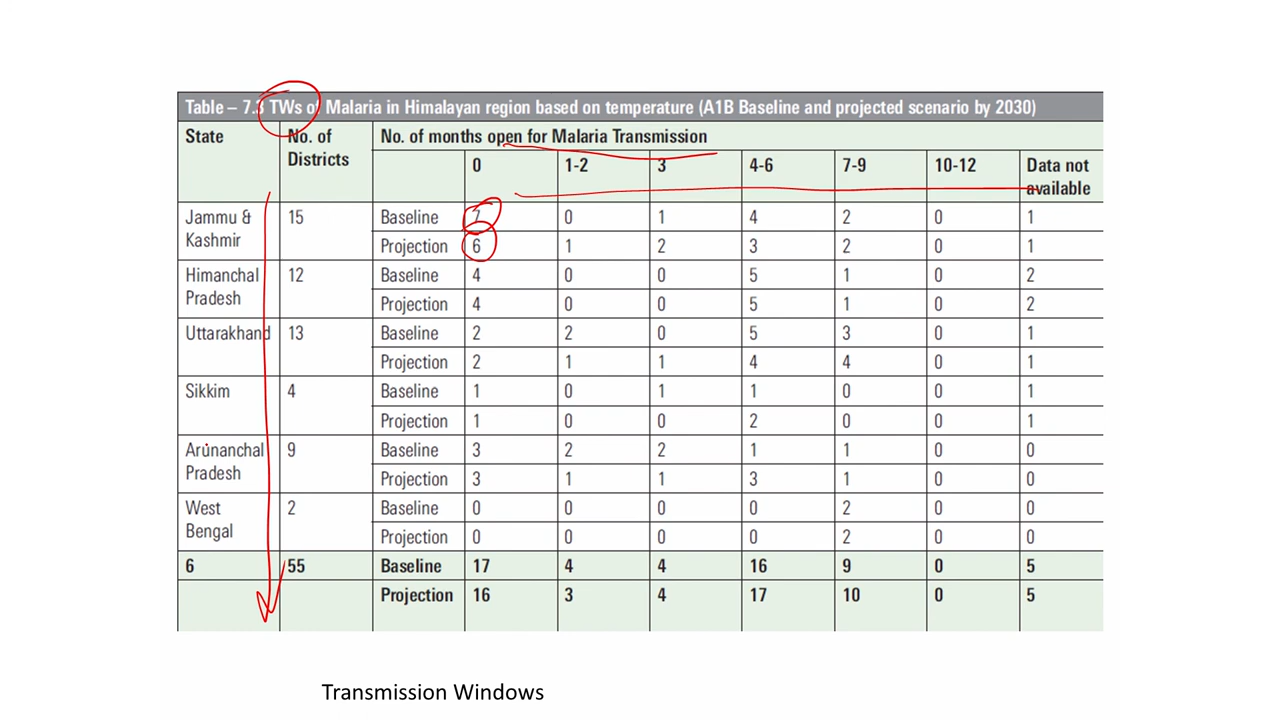 Table – 7.3 TWs of Malaria in Himalayan region based on temperature (A1B Baseline and projected scenario by 2030)
State No. of Districts No. of months open for Malaria Transmission
0 1-2 3 4-6 7-9 10-12 Data not available
Jammu & Kashmir 15 Baseline 7 0 1 4 2 0 1
Projection 6 1 2 3 2 0 1
Himanchal Pradesh 12 Baseline 4 0 0 5 1 0 2
Projection 4 0 0 5 1 0 2
Uttarakhand 13 Baseline 2 2 0 5 3 0 1
Projection 2 1 1 4 4 0 1
Sikkim 4 Baseline 1 0 1 1 0 0 1
Projection 1 0 0 2 0 0 1
Arunanchal Pradesh 9 Baseline 3 2 2 1 1 0 0
Projection 3 1 1 3 1 0 0
West Bengal 2 Baseline 0 0 0 0 2 0 0
Projection 0 0 0 0 2 0 0
6 55 Baseline 17 4 4 16 9 0 5
Projection 16 3 4 17 10 0 5
Transmission Windows